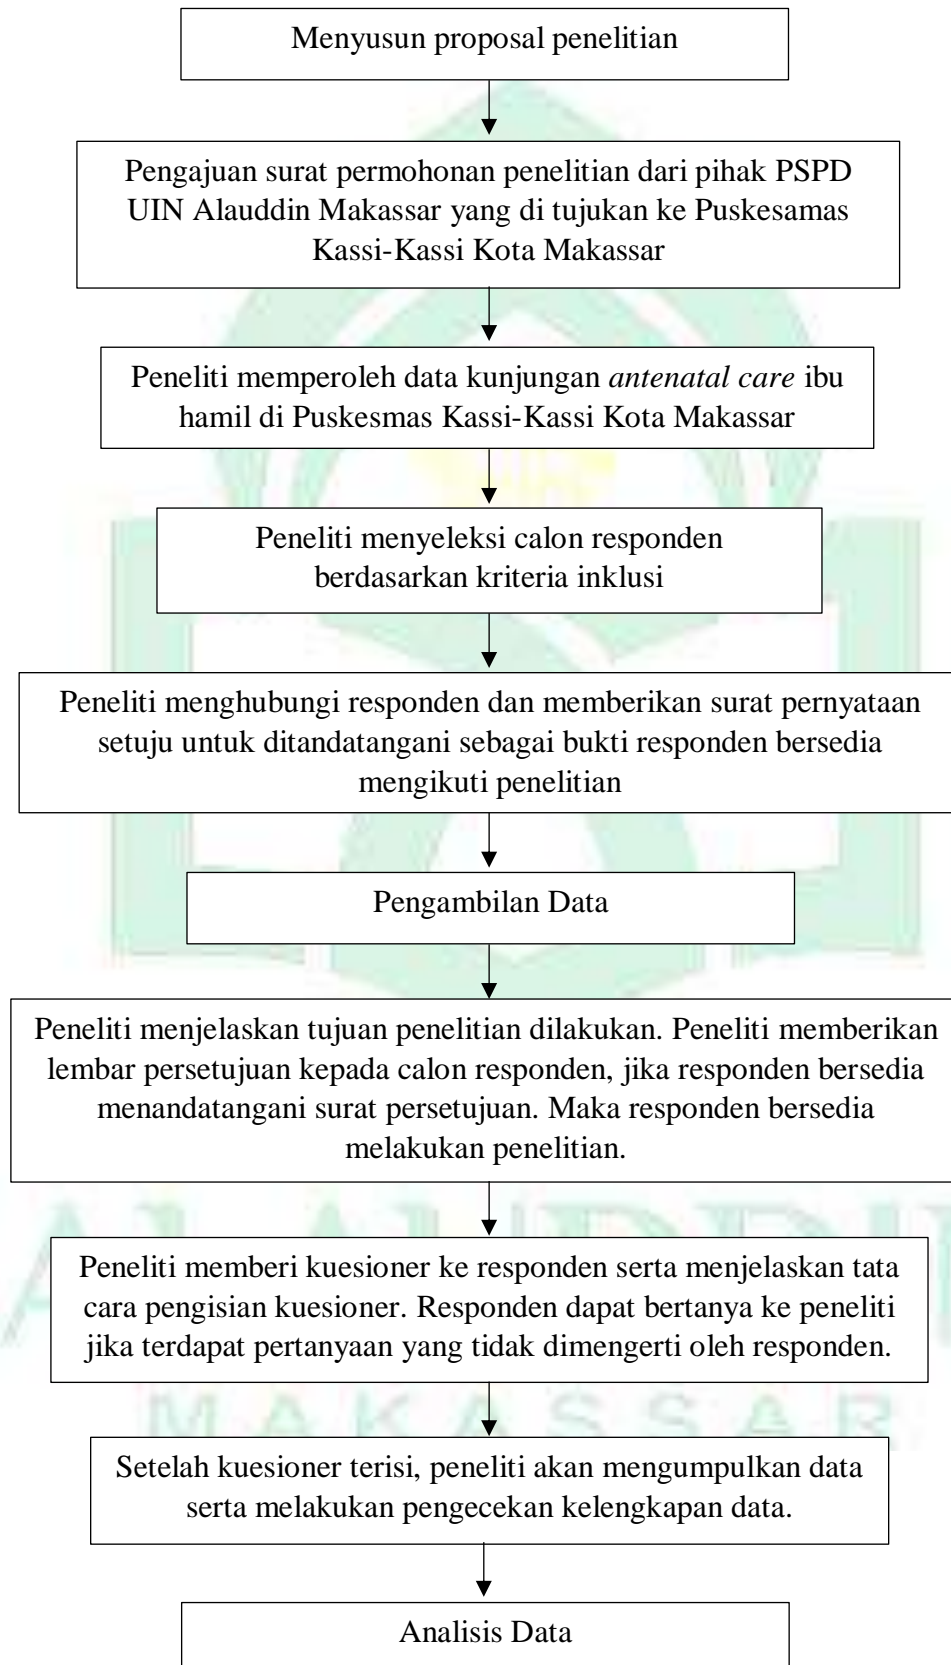 Menyusun proposal penelitian
Pengajuan surat permohonan penelitian dari pihak PSPD
UIN Alauddin Makassar yang di tujukan ke Puskesamas
Kassi-Kassi Kota Makassar
Peneliti memperoleh data kunjungan antenatal care ibu
hamil di Puskesmas Kassi-Kassi Kota Makassar
Peneliti menyeleksi calon responden
berdasarkan kriteria inklusi
Peneliti menghubungi responden dan memberikan surat pernyataan
setuju untuk ditandatangani sebagai bukti responden bersedia
mengikuti penelitian
Pengambilan Data
Peneliti menjelaskan tujuan penelitian dilakukan. Peneliti memberikan
lembar persetujuan kepada calon responden, jika responden bersedia
menandatangani surat persetujuan. Maka responden bersedia
melakukan penelitian.
Peneliti memberi kuesioner ke responden serta menjelaskan tata
cara pengisian kuesioner. Responden dapat bertanya ke peneliti
jika terdapat pertanyaan yang tidak dimengerti oleh responden.
MAKASSAR
Setelah kuesioner terisi, peneliti akan mengumpulkan data
serta melakukan pengecekan kelengkapan data.
Analisis Data